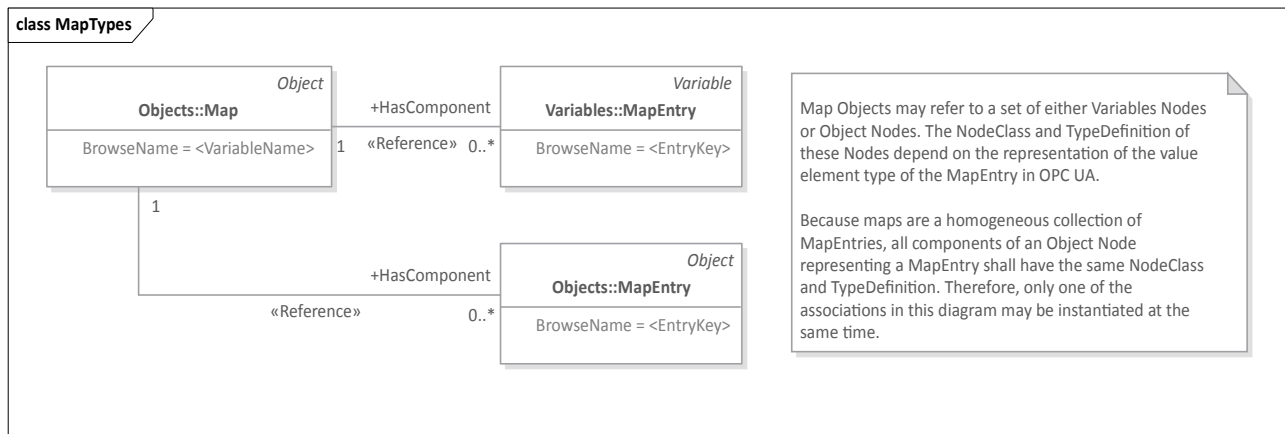 class MapTypes
Object
Objects::Map
BrowseName = <VariableName>
+HasComponent
1 «Reference» 0..*
Variable
Variables::MapEntry
BrowseName = <EntryKey>
1
+HasComponent
«Reference» 0..*
Object
Objects::MapEntry
BrowseName = <EntryKey>
Map Objects may refer to a set of either Variables Nodes
or Object Nodes. The NodeClass and TypeDefinition of
these Nodes depend on the representation of the value
element type of the MapEntry in OPC UA.
Because maps are a homogeneous collection of
MapEntries, all components of an Object Node
representing a MapEntry shall have the same NodeClass
and TypeDefinition. Therefore, only one of the
associations in this diagram may be instantiated at the
same time.